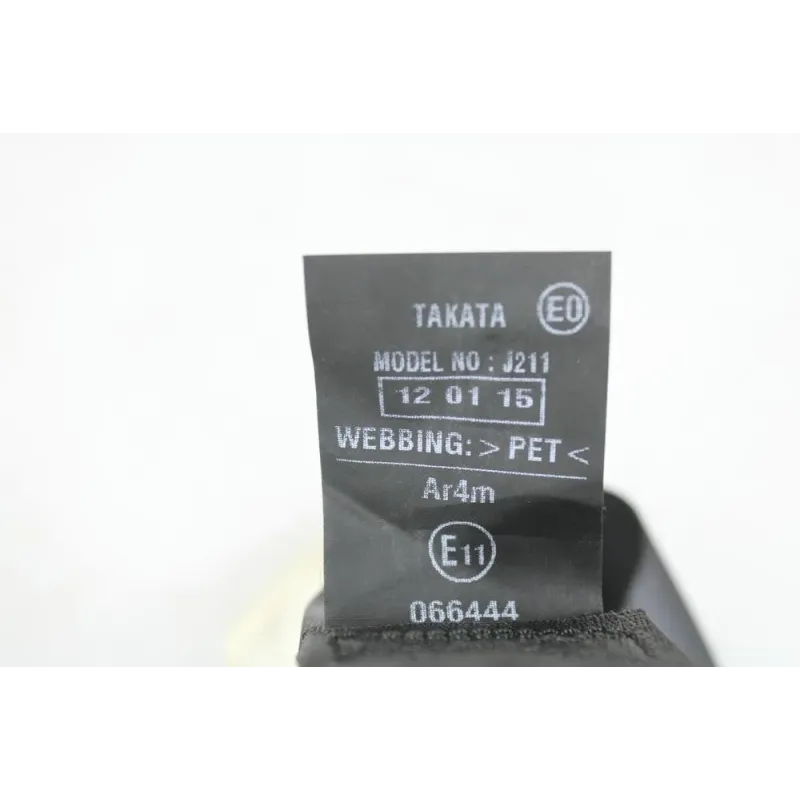 TAKATA E0
MODEL NO : J211
12 01 15
WEBBING: > PET <
Ar4m
E11
066444